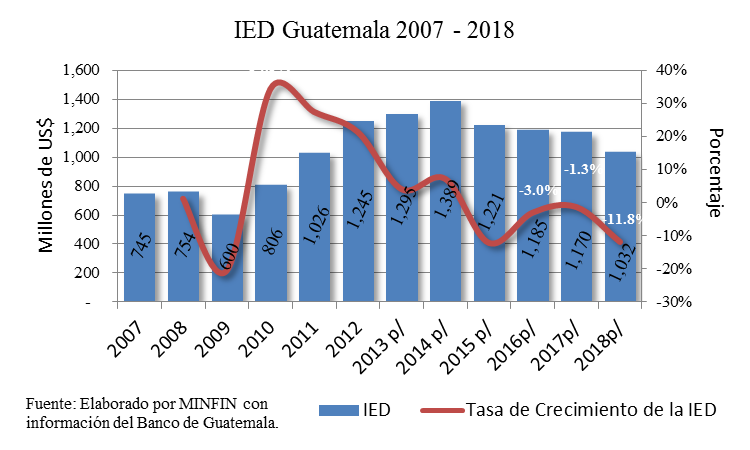 IED Guatemala 2007 - 2018
Millones de US$
1,600
1,400
1,200
1,000
800
600
400
200
-
40%
30%
20%
10%
0%
-10%
-20%
-30%
Porcentaje
745
754
600
806
1,026
1,245
1,295
1,389
1,221
1,185
1,170
1,032
-3.0%
-1.3%
-11.8%
2007
2008
2009
2010
2011
2012
2013 p/
2014 p/
2015 p/
2016p/
2017p/
2018p/
Fuente: Elaborado por MINFIN con
información del Banco de Guatemala.
IED
Tasa de Crecimiento de la IED